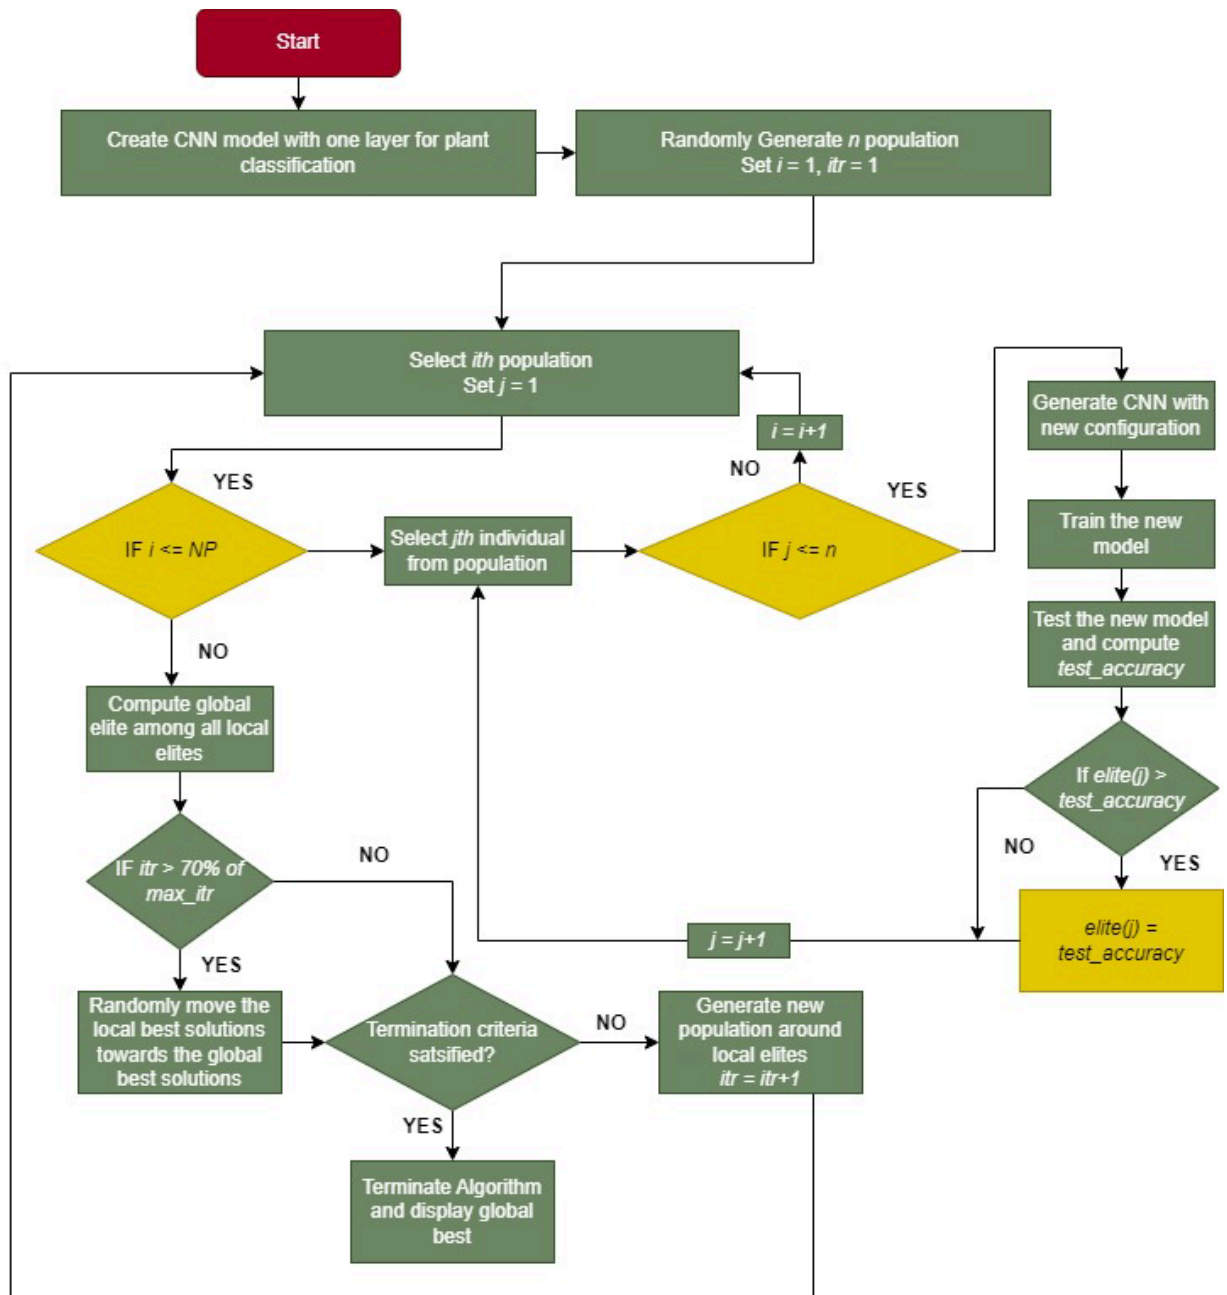 Start
Create CNN model with one layer for plant
classification
Randomly Generate n population
Set i = 1, itr = 1
Select ith population
Set j = 1
i = i+1
Generate CNN with
new configuration
YES
NO
YES
IF i <= NP
Select jth individual
from population
IF j <= n
Train the new
model
Test the new model
and compute
test_accuracy
NO
Compute global
elite among all local
elites
If elite(j) >
test_accuracy
NO
YES
IF itr > 70% of
max_itr
NO
j = j+1
elite(j) =
test_accuracy
YES
Randomly move the
local best solutions
towards the global
best solutions
Termination criteria
satsified?
NO
Generate new
population around
local elites
itr = itr+1
YES
Terminate Algorithm
and display global
best